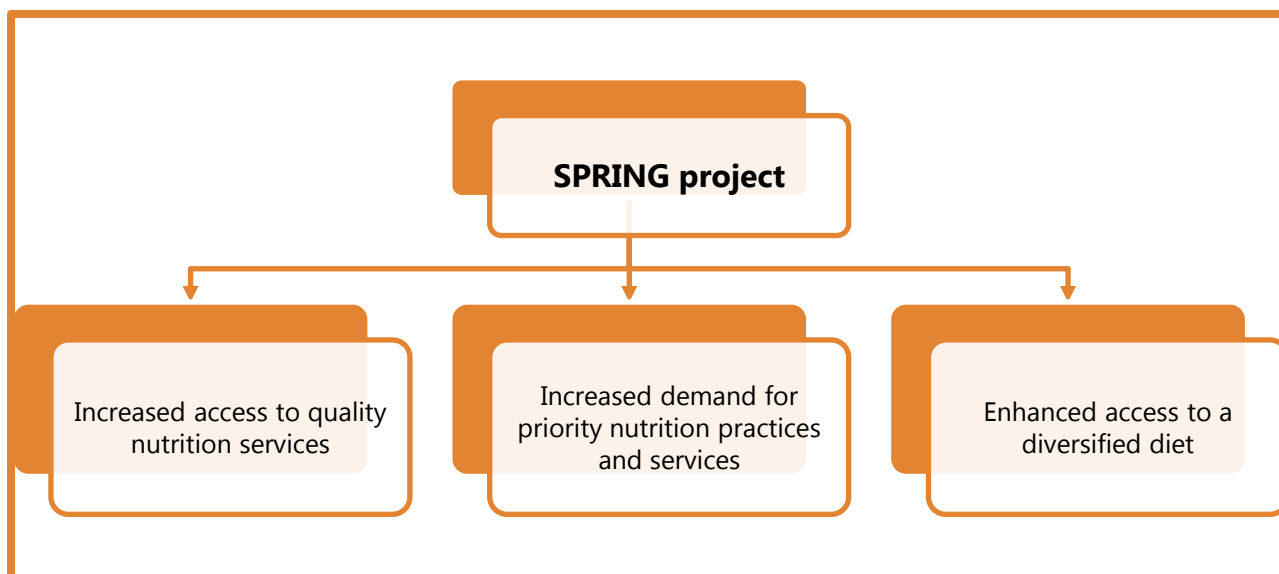 SPRING project
Increased access to quality
nutrition services
Increased demand for
priority nutrition practices
and services
Enhanced access to a
diversified diet